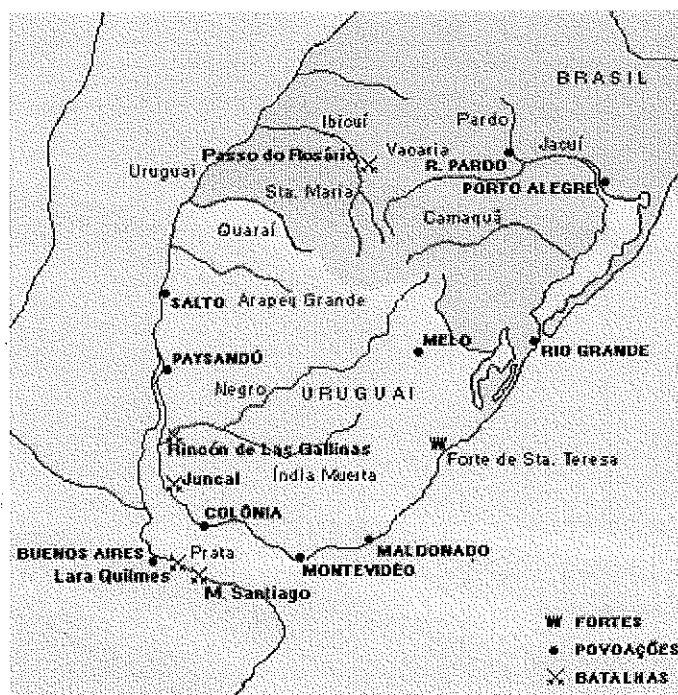 BRASIL
Ibicuí
Pardo
Passo do Rosário
Vacaria
Jacuí
Uruguai
R. PARDO
Sta. Maria
PORTO ALEGRE
Quaraí
Camaquã
SALTO
Arapey Grande
MELO
RIO GRANDE
PAYSANDÚ
Negro
URUGUAI
Rincón de Las Gallinas
Forte de Sta. Teresa
Juncal
Índia Muerta
COLÔNIA
BUENOS AIRES
Prata
MALDONADO
Lara Quilmes
MONTEVIDÉO
M. Santiago
FORTES
POVOAÇÕES
BATALHAS